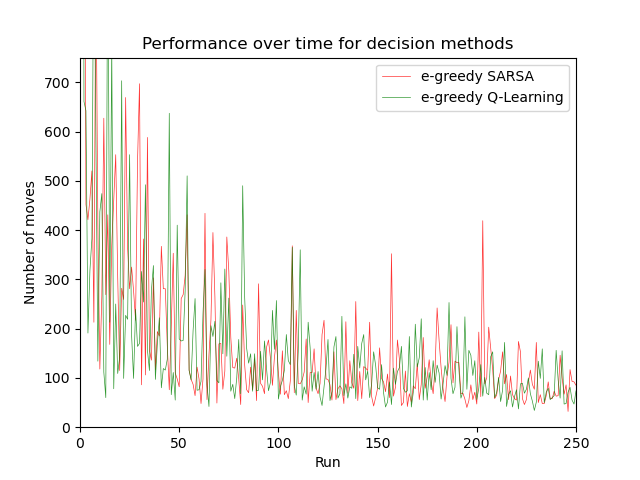 Performance over time for decision methods
e-greedy SARSA
e-greedy Q-Learning
Number of moves
700
600
500
400
300
200
100
0
0 50 100 150 200 250
Run